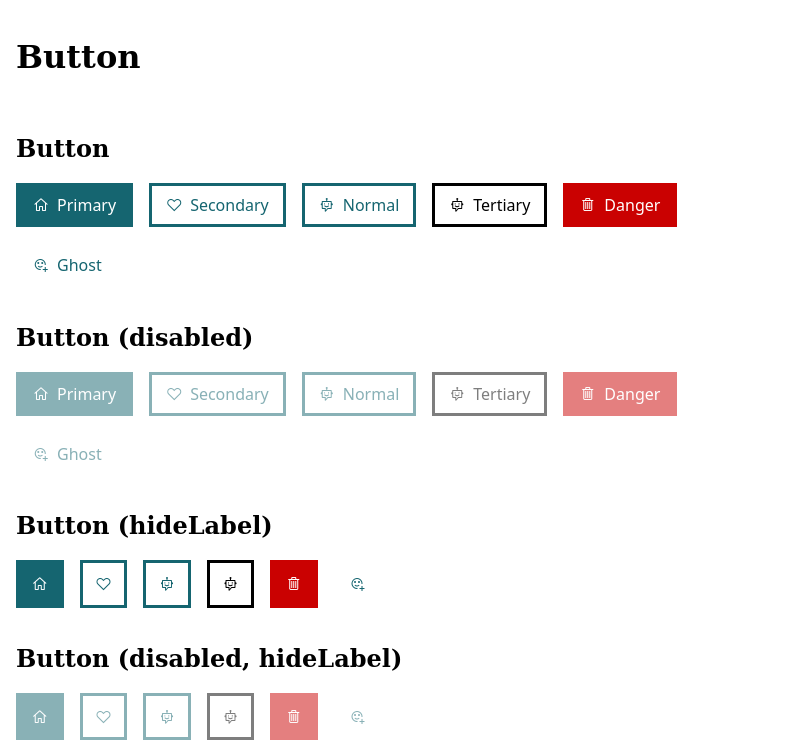 Button
Button
Primary Secondary Normal Tertiary Danger
Ghost
Button (disabled)
Primary Secondary Normal Tertiary Danger
Ghost
Button (hideLabel)
Button (disabled, hideLabel)